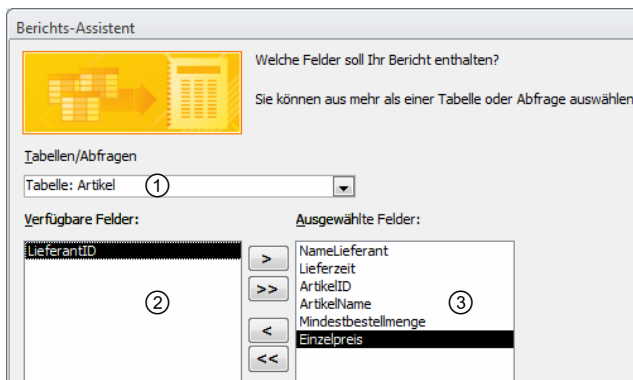 Berichts-Assistent
Welche Felder soll Ihr Bericht enthalten?
Sie können aus mehr als einer Tabelle oder Abfrage auswählen
Tabellen/Abfragen
Tabelle: Artikel ①
Verfügbare Felder:
Ausgewählte Felder:
LieferantID
②
>
>>
<
<<
NameLieferant
Lieferzeit
ArtikelID
ArtikelName
③
Mindestbestellmenge
Einzelpreis